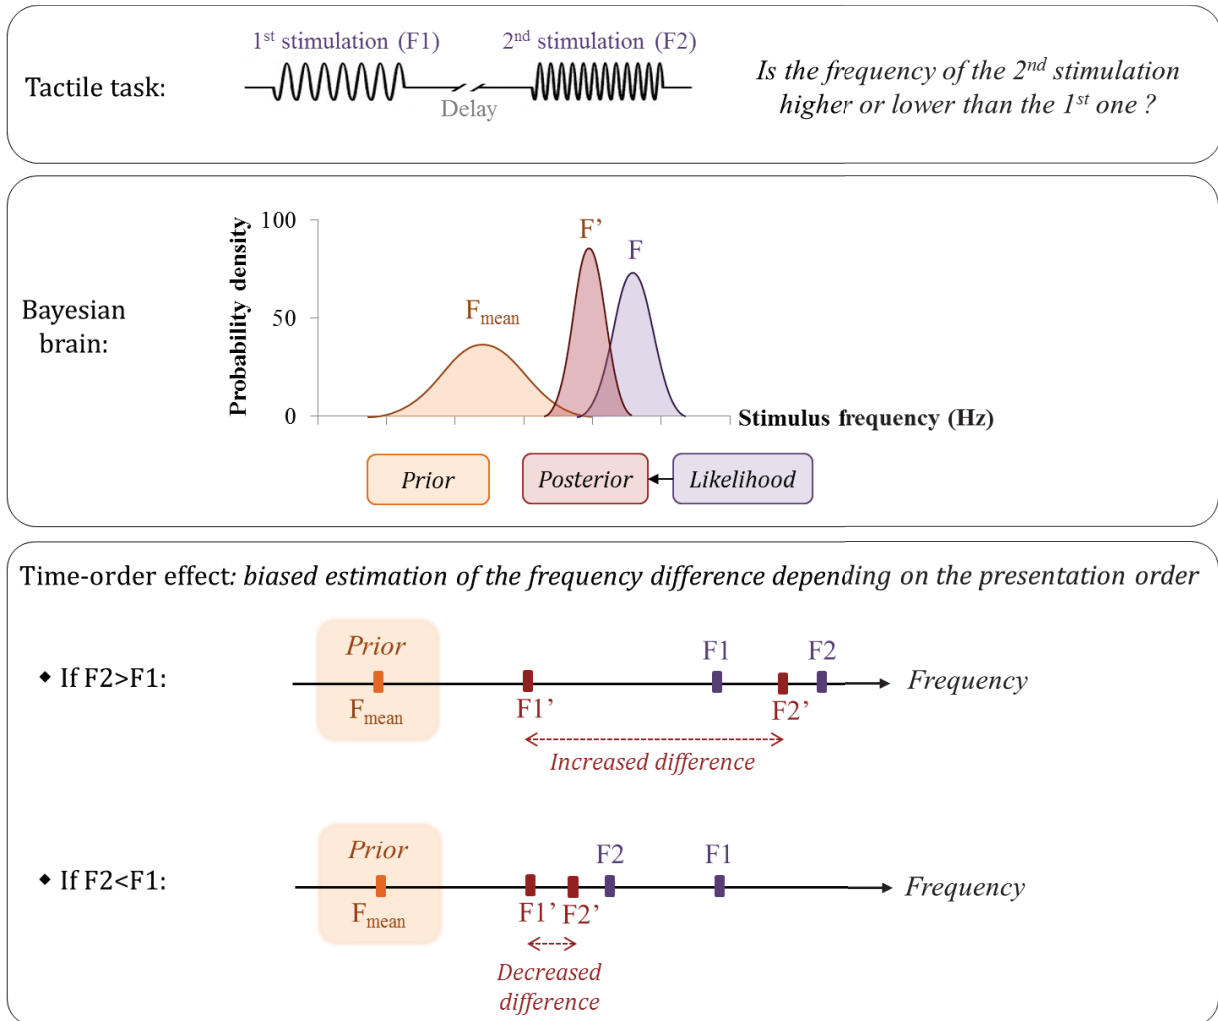 Tactile task:
1st stimulation (F1)
2nd stimulation (F2)
Delay
Is the frequency of the 2nd stimulation
higher or lower than the 1st one ?
Bayesian
brain:
Probability density
100
50
0
Fmean
F’
F
Stimulus frequency (Hz)
Prior
Posterior
Likelihood
Time-order effect: biased estimation of the frequency difference depending on the presentation order
◆ If F2>F1:
Prior
Fmean
F1
F2
F1’
F2’
Frequency
Increased difference
◆ If F2<F1:
Prior
Fmean
F2
F1
F1’
F2’
Frequency
Decreased
difference